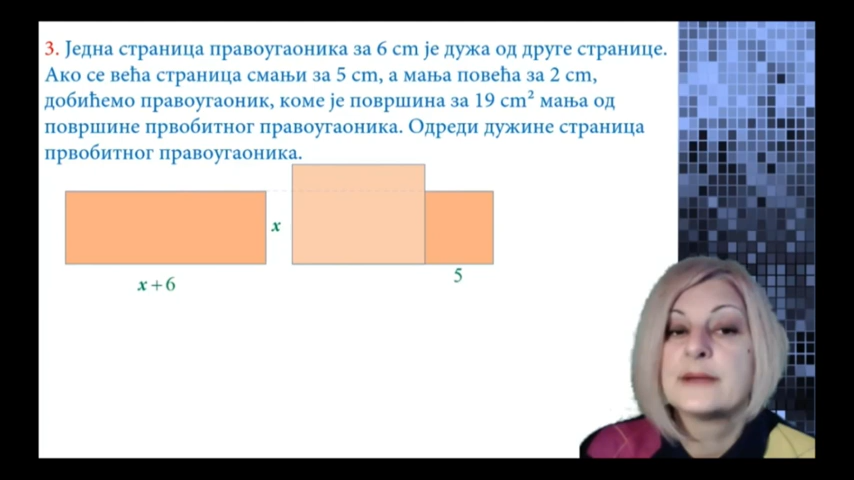 3. Једна страница правоугаоника за 6 cm је дужа од друге странице.
Ако се већа страница смањи за 5 cm, а мања повећа за 2 cm,
добићемо правоугаоник, коме је површина за 19 cm² мања од
површине првобитног правоугаоника. Одреди дужине страница
првобитног правоугаоника.
x
x + 6
5